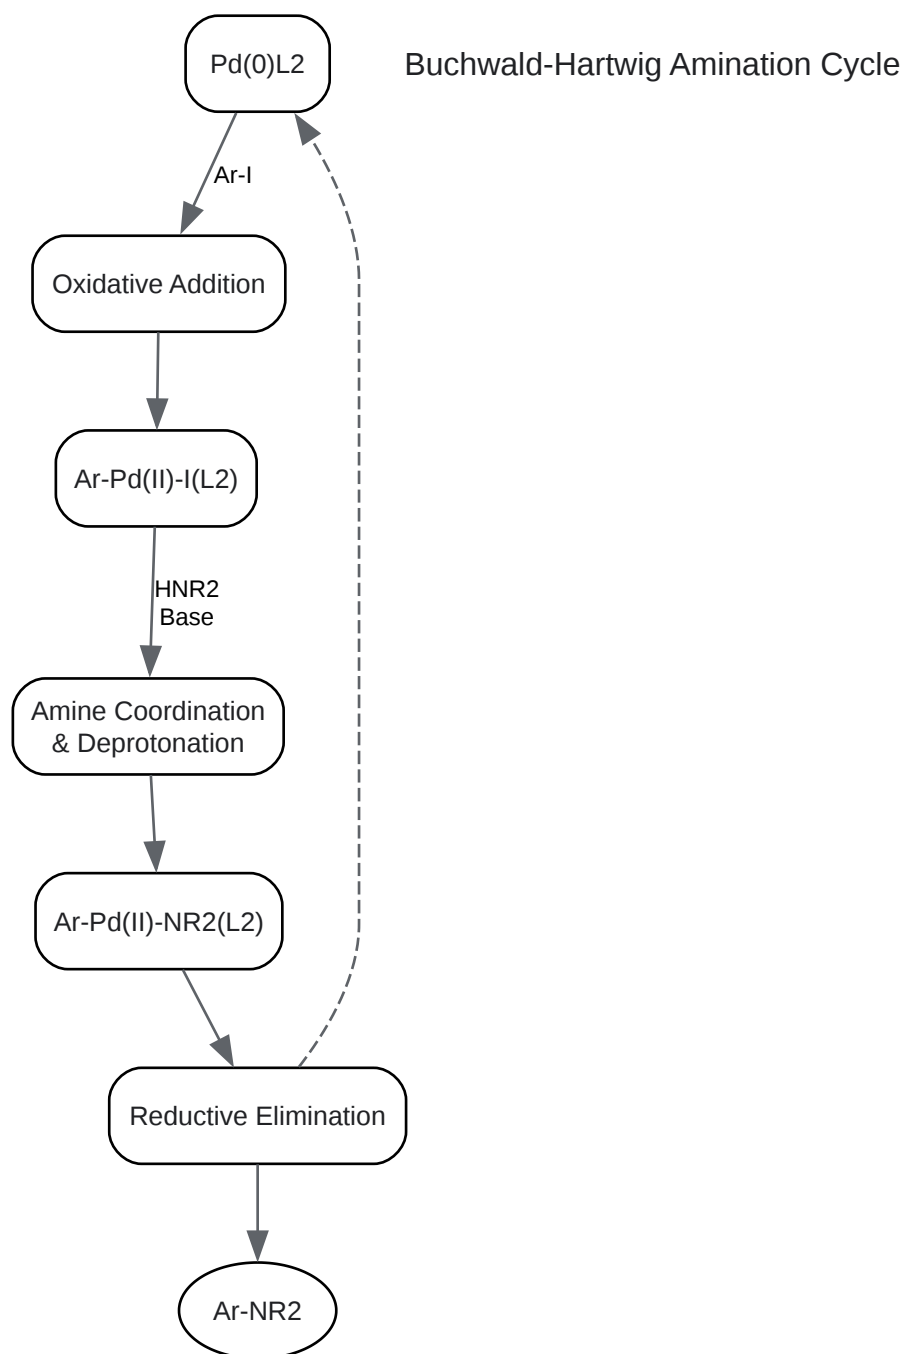 Pd(0)L2
Buchwald-Hartwig Amination Cycle
Ar-I
Oxidative Addition
Ar-Pd(II)-I(L2)
HNR2
Base
Amine Coordination
& Deprotonation
Ar-Pd(II)-NR2(L2)
Reductive Elimination
Ar-NR2